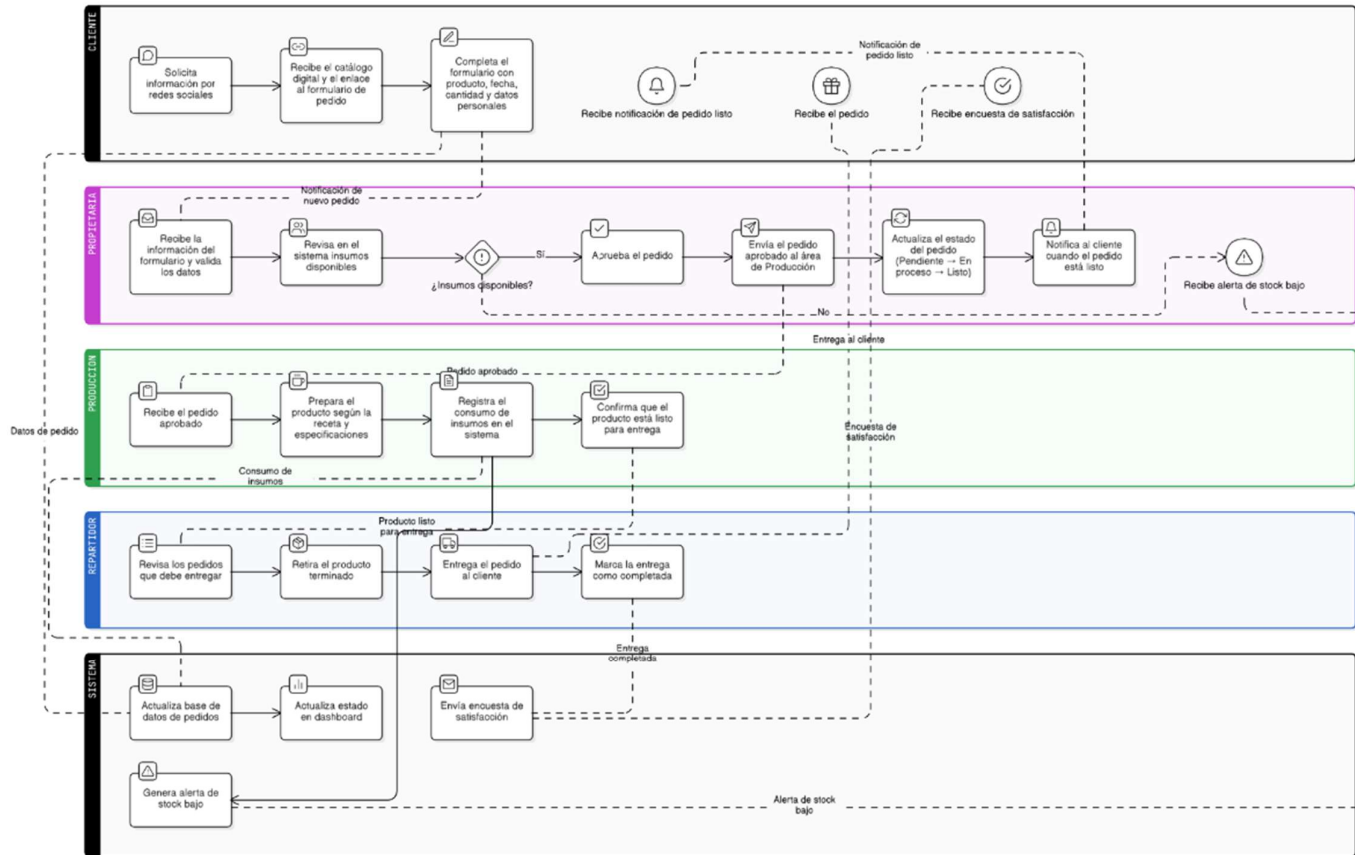 CLIENTE
Solicita
información por
redes sociales
Recibe el catálogo
digital y el enlace
al formulario de
pedido
Completa el
formulario con
producto, fecha,
cantidad y datos
personales
Recibe notificación de pedido listo
Notificación de
pedido listo
Recibe el pedido
Recibe encuesta de satisfacción
PROPIETARIA
Notificación de
nuevo pedido
Recibe la
información del
formulario y valida
los datos
Revisa en el
sistema insumos
disponibles
¿Insumos disponibles?
Sí
Aprueba el pedido
Envía el pedido
aprobado al área
de Producción
Actualiza el estado
del pedido
(Pendiente → En
proceso → Listo)
Notifica al cliente
cuando el pedido
está listo
Recibe alerta de stock bajo
No
Entrega al cliente
PRODUCCION
Pedido aprobado
Recibe el pedido
aprobado
Prepara el
producto según la
receta y
especificaciones
Registra el
consumo de
insumos en el
sistema
Confirma que el
producto está listo
para entrega
Datos de pedido
Encuesta de
satisfacción
Consumo de
insumos
REPARTIDOR
Producto listo
para entrega
Revisa los pedidos
que debe entregar
Retira el producto
terminado
Entrega el pedido
al cliente
Marca la entrega
como completada
Entrega
completada
SISTEMA
Actualiza base de
datos de pedidos
Actualiza estado
en dashboard
Envía encuesta de
satisfacción
Genera alerta de
stock bajo
Alerta de stock
bajo